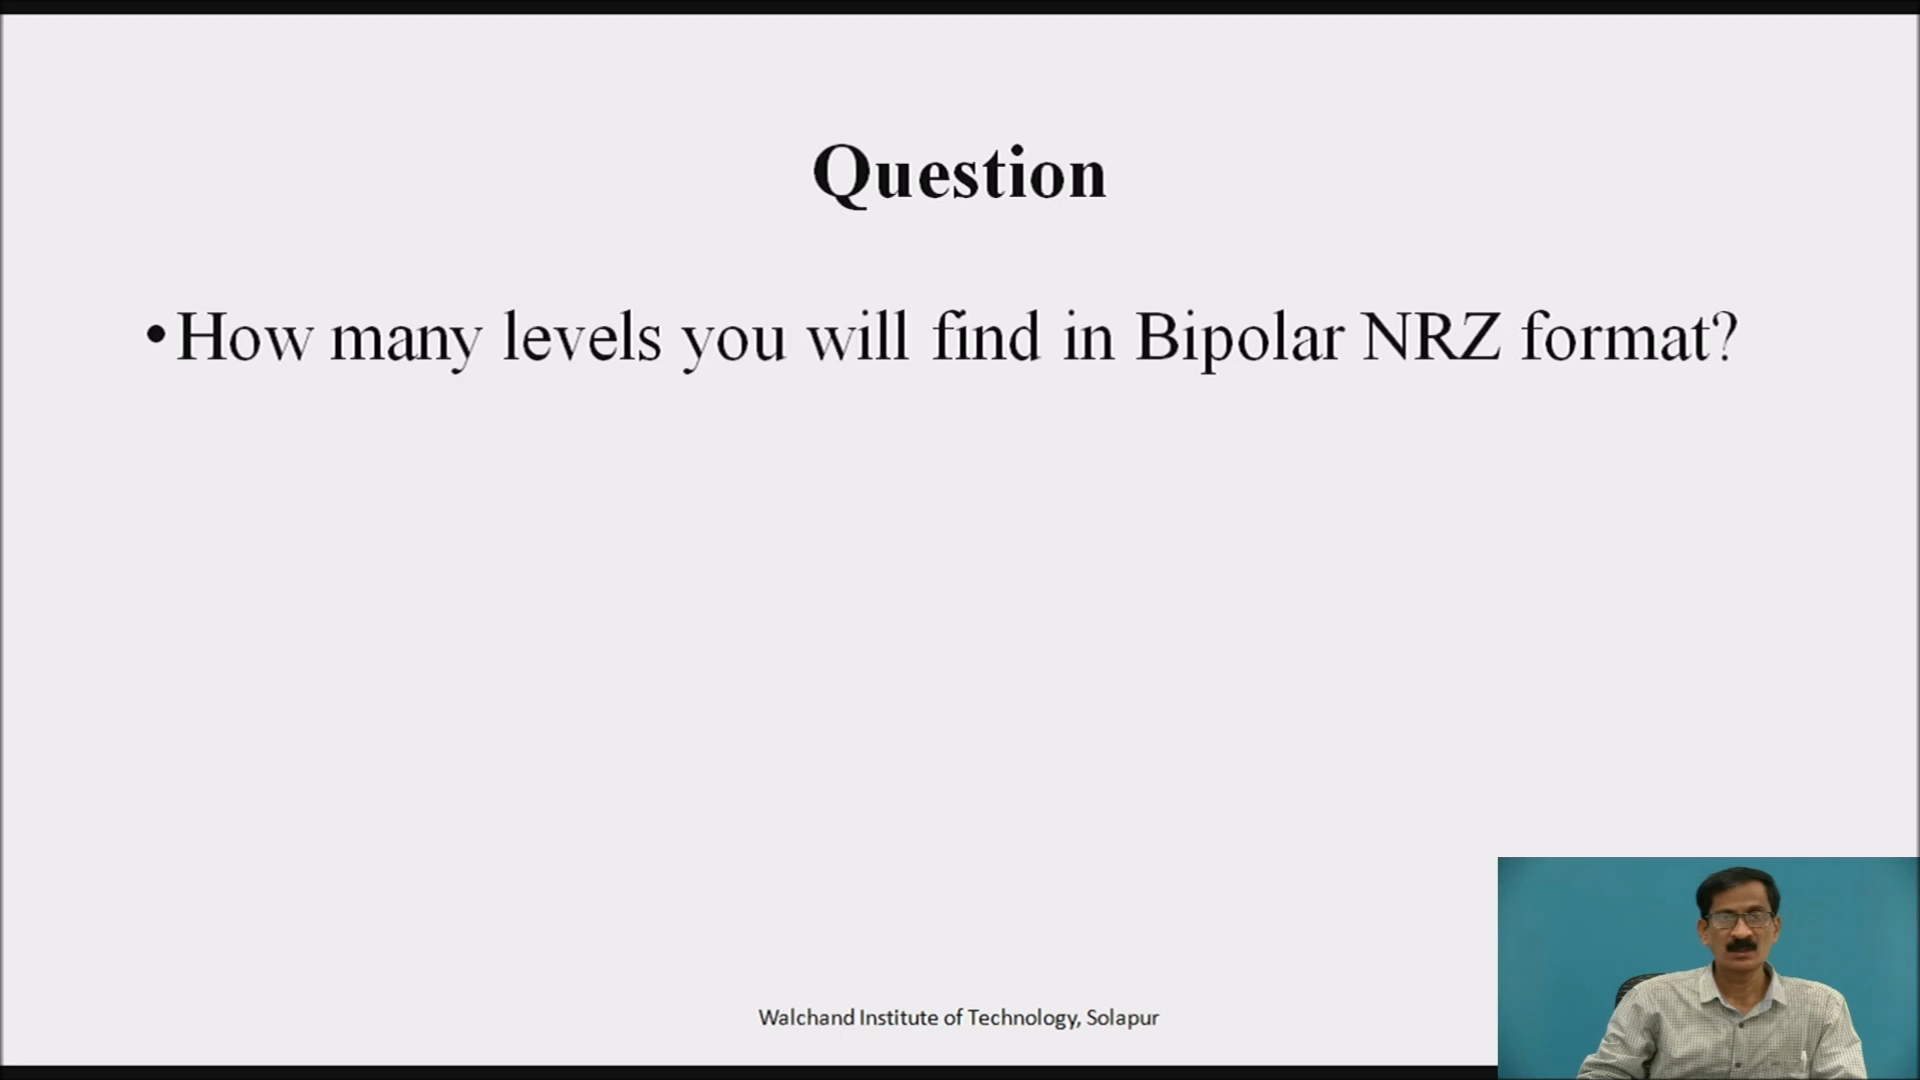 Question
•How many levels you will find in Bipolar NRZ format?
Walchand Institute of Technology, Solapur